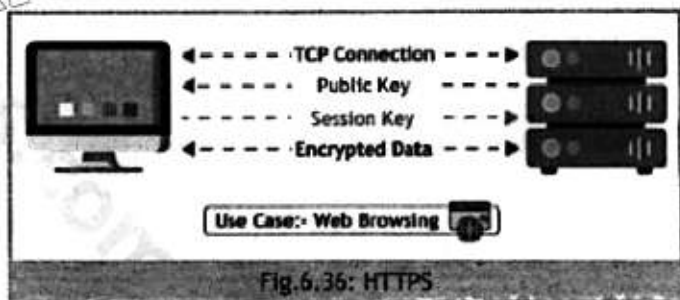 TCP Connection
Public Key
Session Key
Encrypted Data
Use Case:- Web Browsing
Fig.6.36: HTTPS